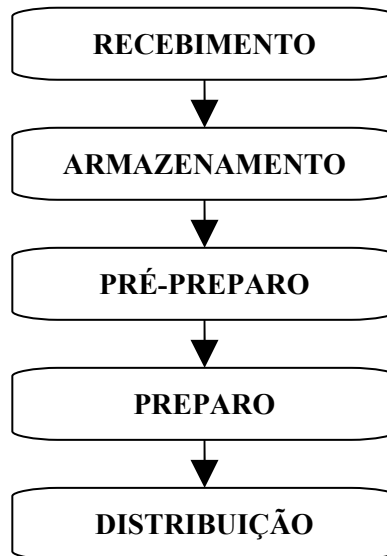 RECEBIMENTO
ARMAZENAMENTO
PRÉ-PREPARO
PREPARO
DISTRIBUIÇÃO